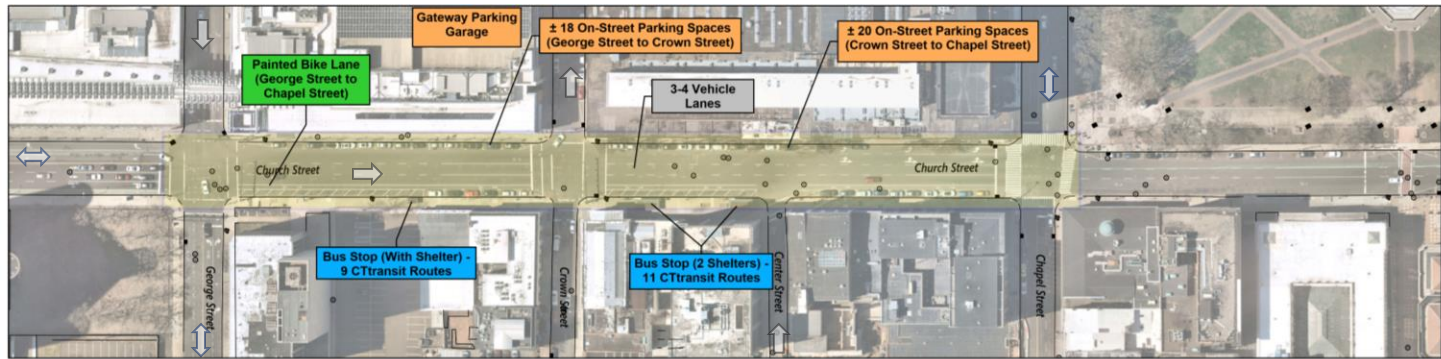 Gateway Parking
Garage
± 18 On-Street Parking Spaces
(George Street to Crown Street)
± 20 On-Street Parking Spaces
(Crown Street to Chapel Street)
Painted Bike Lane
(George Street to
Chapel Street)
3-4 Vehicle
Lanes
Church Street
Church Street
Bus Stop (With Shelter) -
9 CTtransit Routes
Bus Stop (2 Shelters) -
11 CTtransit Routes
George Street
Crown Street
Center Street
Chapel Street